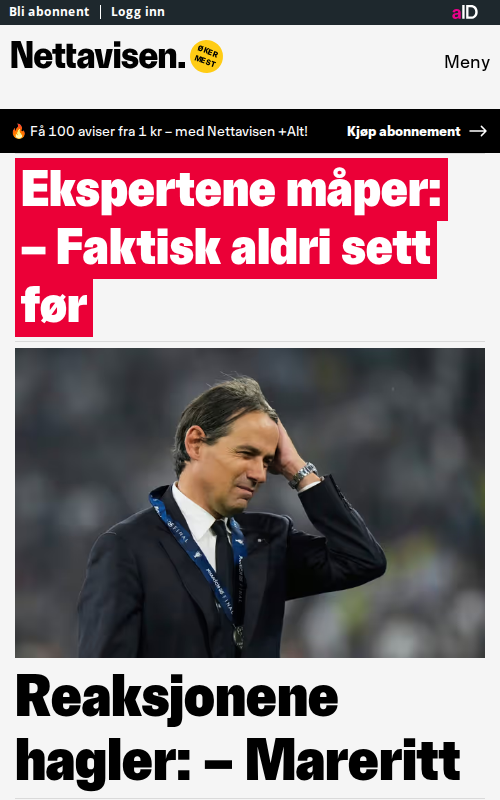 Bli abonnent | Logg inn
aID
Nettavisen.
ØKER
MEST
Meny
🔥 Få 100 aviser fra 1 kr – med Nettavisen +Alt!
Kjøp abonnement →
Ekspertene måper:
– Faktisk aldri sett
før
Reaksjonene
hagler: – Mareritt